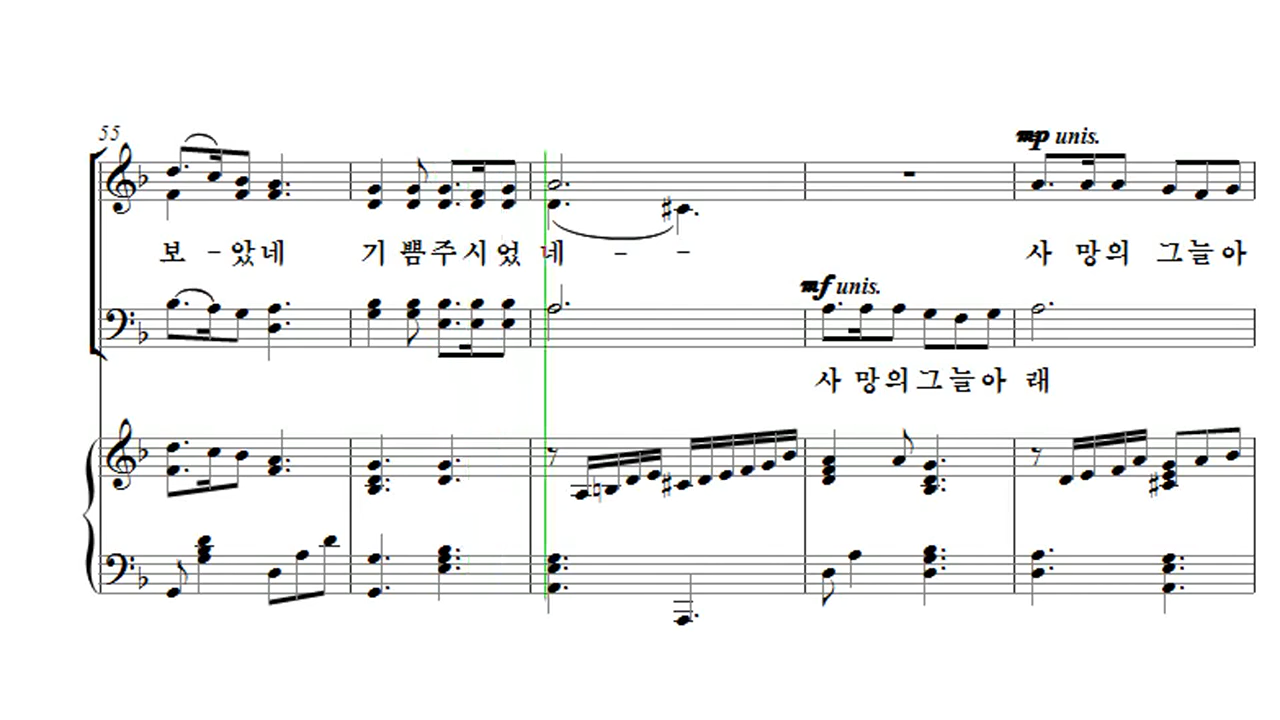 55
mp unis.
보 - 았네 기 쁨주시었 네 - - 사 망의 그늘아
mf unis.
사 망의그늘아 래